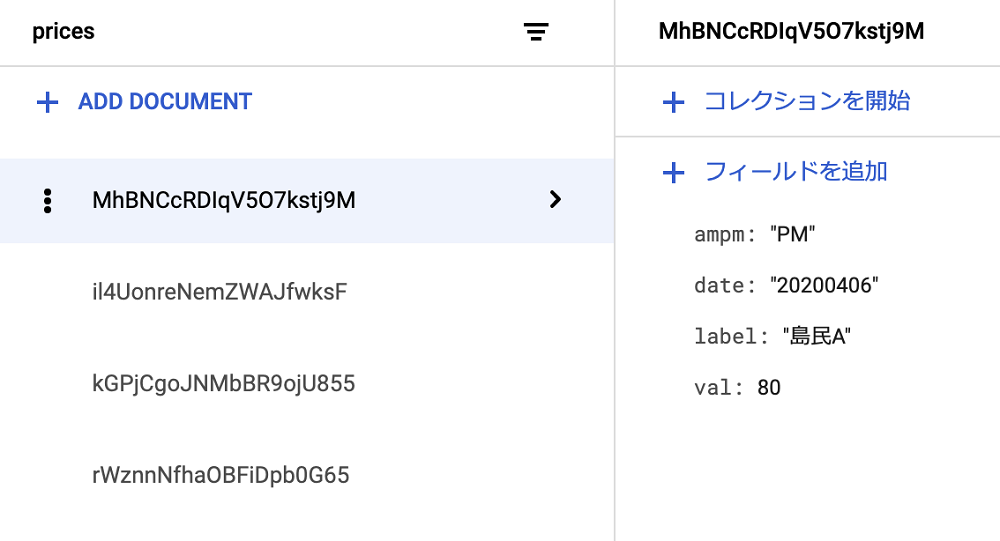 prices
ADD DOCUMENT
MhBNCcRDIqV5O7kstj9M
il4UonreNemZWAJfwksF
kGPjCgoJNMbBR9ojU855
rWznnNfhaOBFiDpb0G65
MhBNCcRDIqV5O7kstj9M
コレクションを開始
フィールドを追加
ampm: "PM"
date: "20200406"
label: "島民A"
val: 80